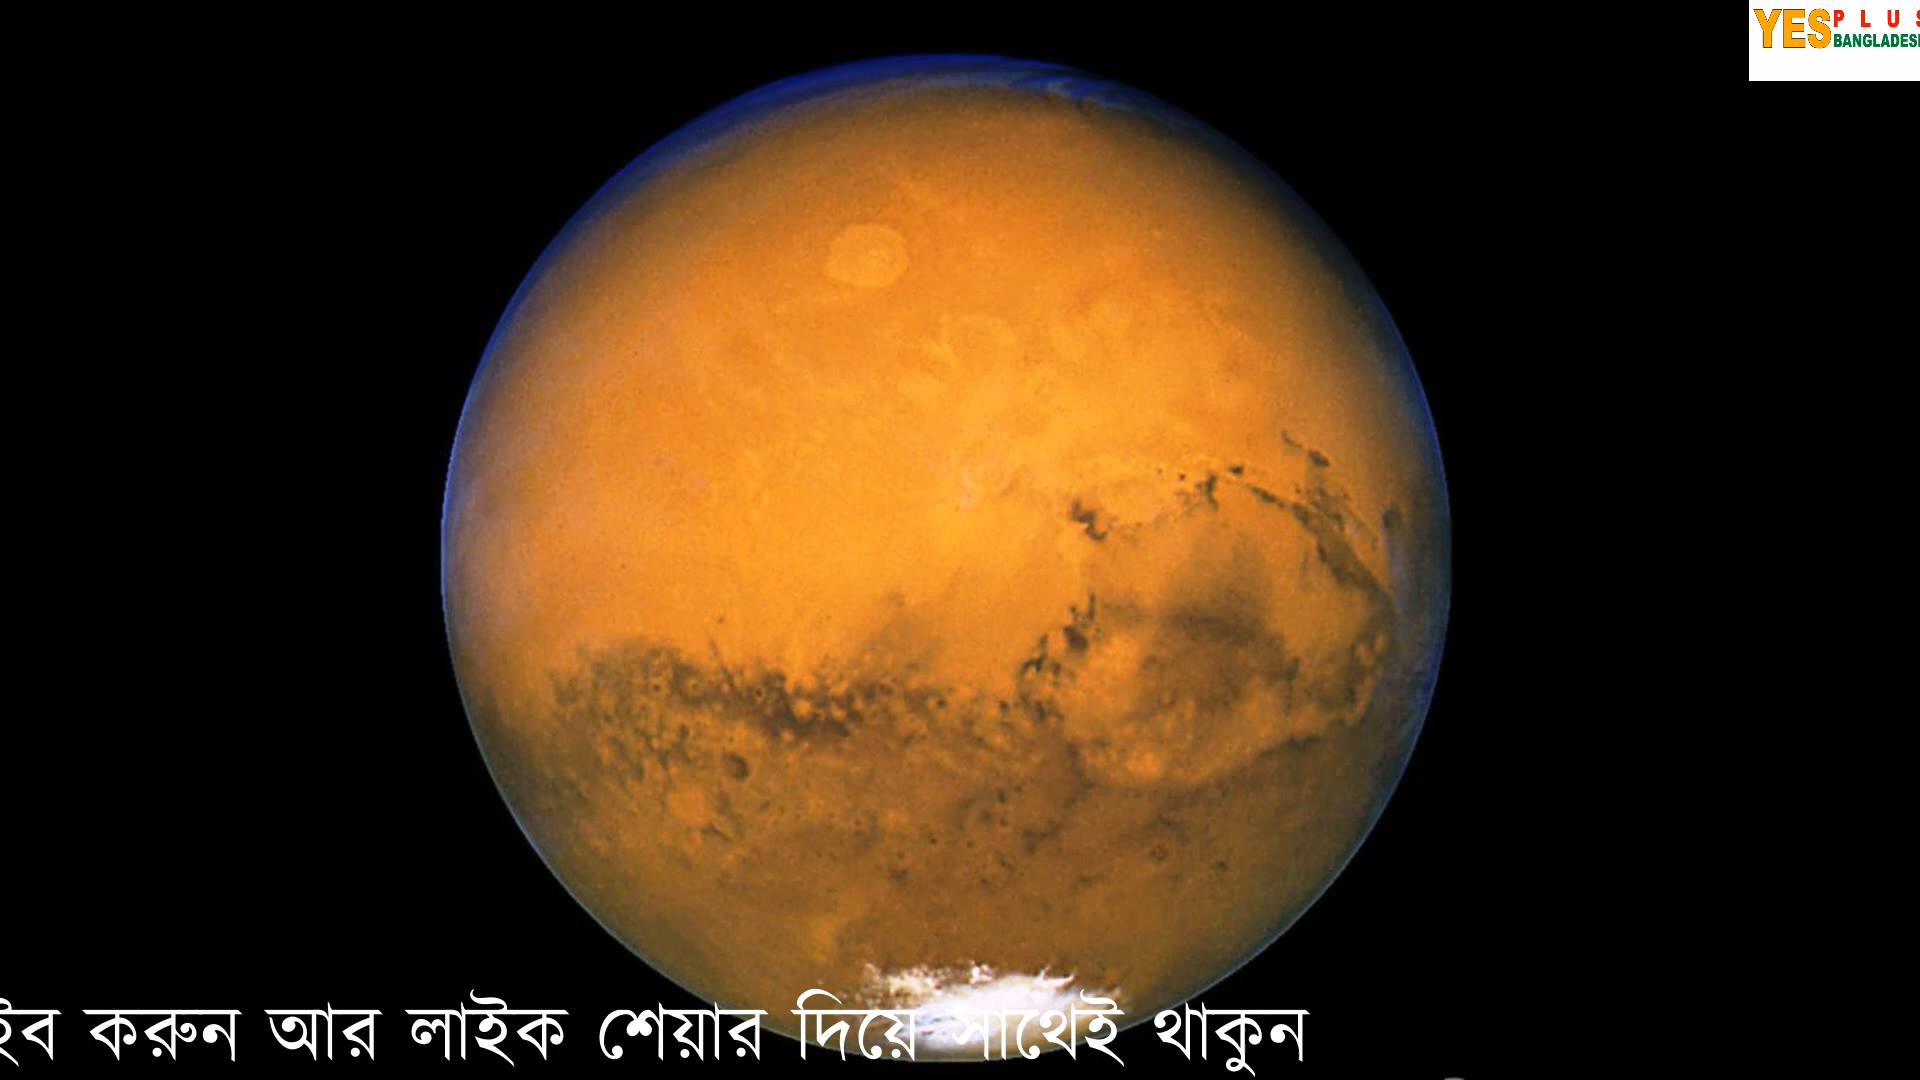 YES PLUS
BANGLADESH
করুন আর লাইক শেয়ার দিয়ে সাথেই থাকুন